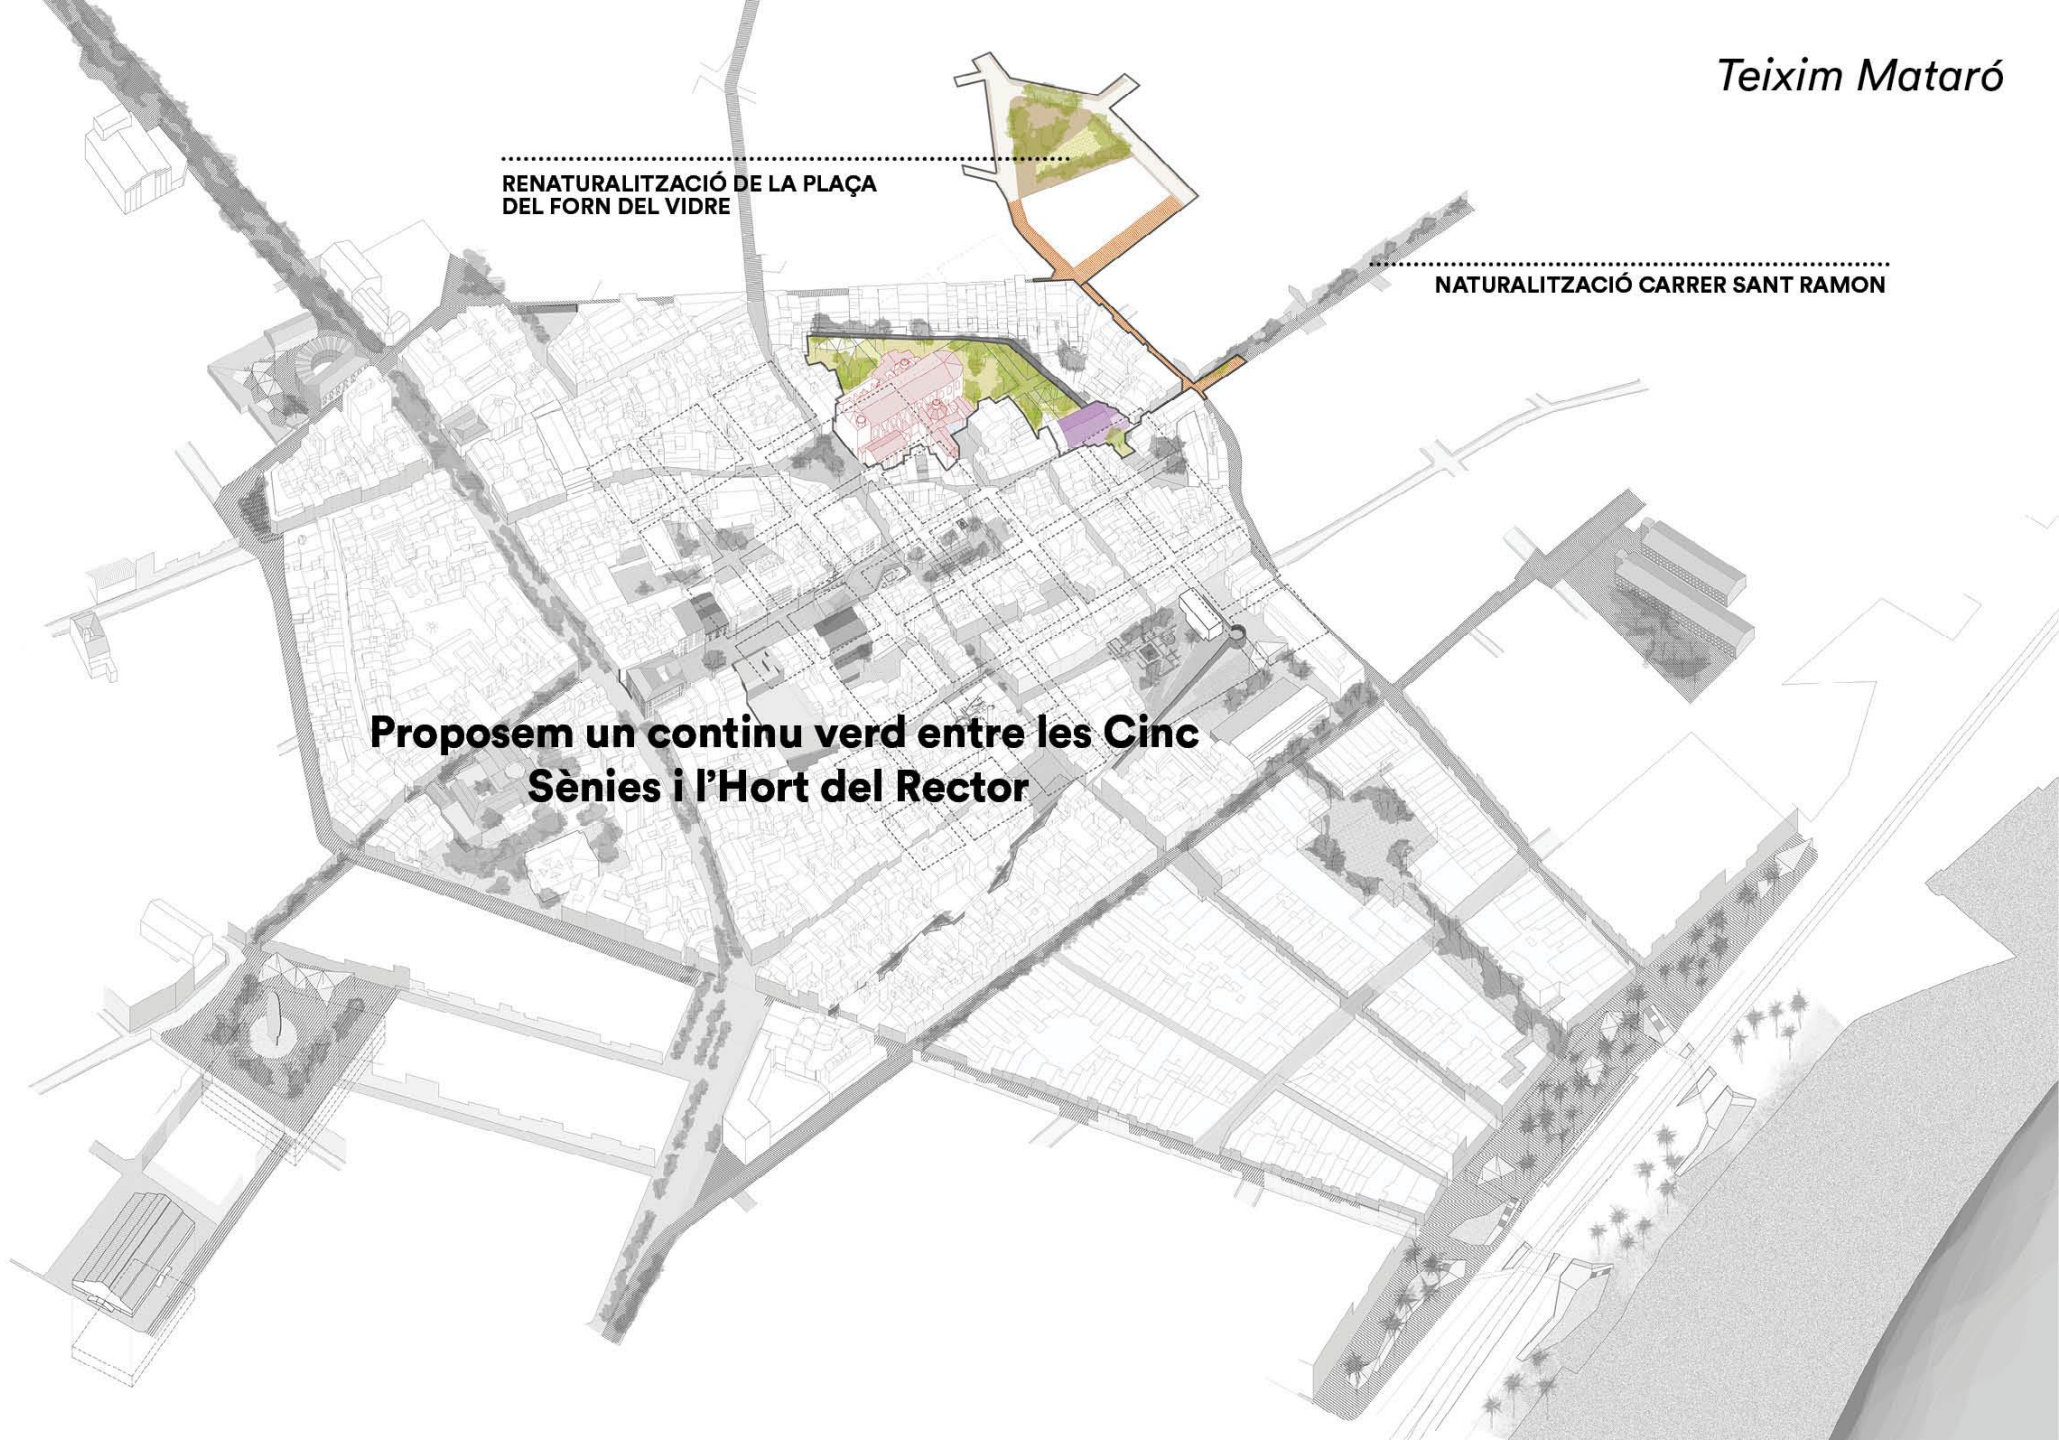 Teixim Mataró
RENATURALITZACIÓ DE LA PLAÇA
DEL FORN DEL VIDRE
NATURALITZACIÓ CARRER SANT RAMON
Proposem un continu verd entre les Cinc
Sènies i l’Hort del Rector